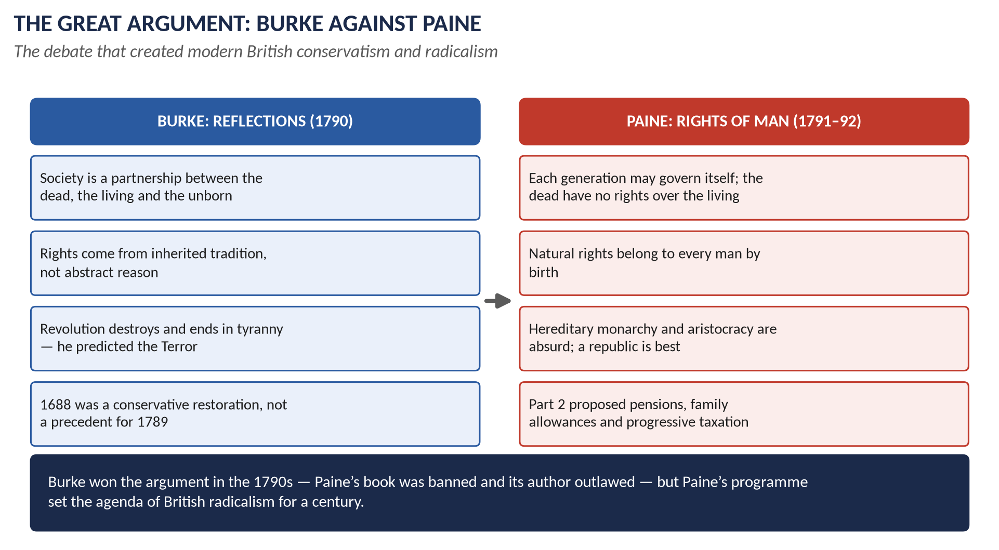 THE GREAT ARGUMENT: BURKE AGAINST PAINE
The debate that created modern British conservatism and radicalism
BURKE: REFLECTIONS (1790)
Society is a partnership between the
dead, the living and the unborn
Rights come from inherited tradition,
not abstract reason
Revolution destroys and ends in tyranny
— he predicted the Terror
1688 was a conservative restoration, not
a precedent for 1789
PAINE: RIGHTS OF MAN (1791–92)
Each generation may govern itself; the
dead have no rights over the living
Natural rights belong to every man by
birth
Hereditary monarchy and aristocracy are
absurd; a republic is best
Part 2 proposed pensions, family
allowances and progressive taxation
Burke won the argument in the 1790s — Paine’s book was banned and its author outlawed — but Paine’s programme
set the agenda of British radicalism for a century.